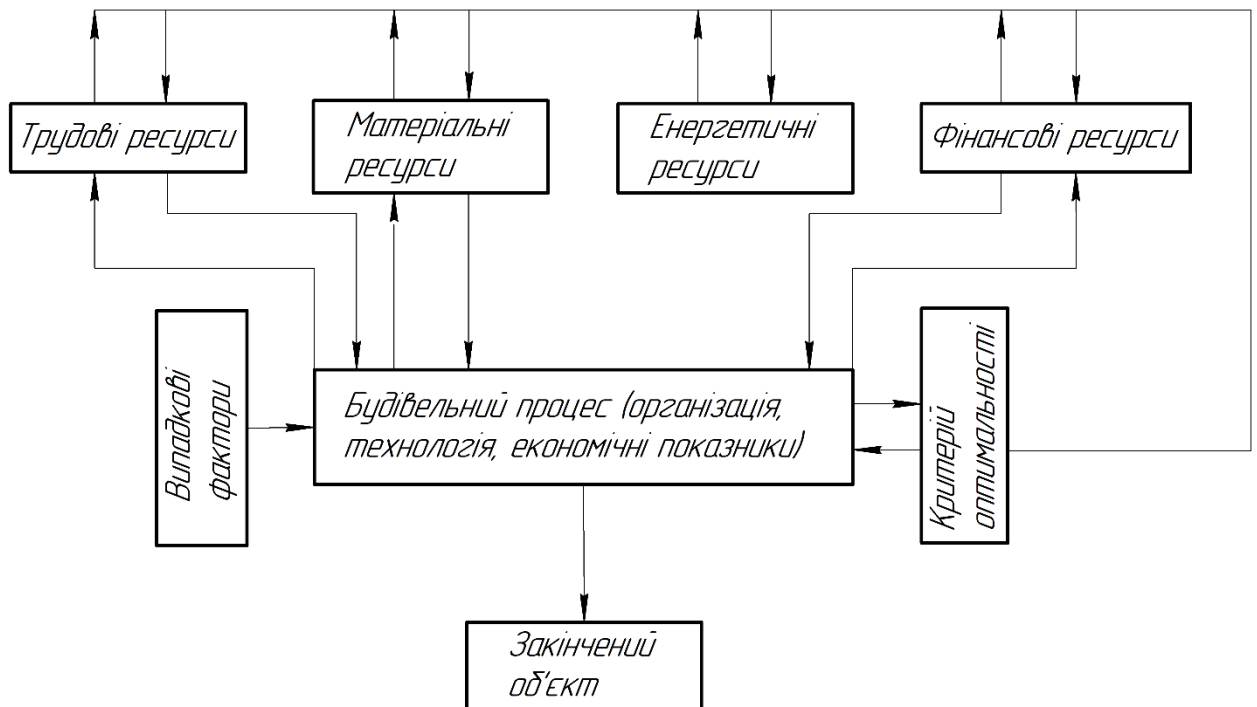 Трудові ресурси
Матеріальні
ресурси
Енергетичні
ресурси
Фінансові ресурси
Випадкові
фактори
Будівельний процес (організація,
технологія, економічні показники)
Критерій
оптимальності
Закінчений
об'єкт